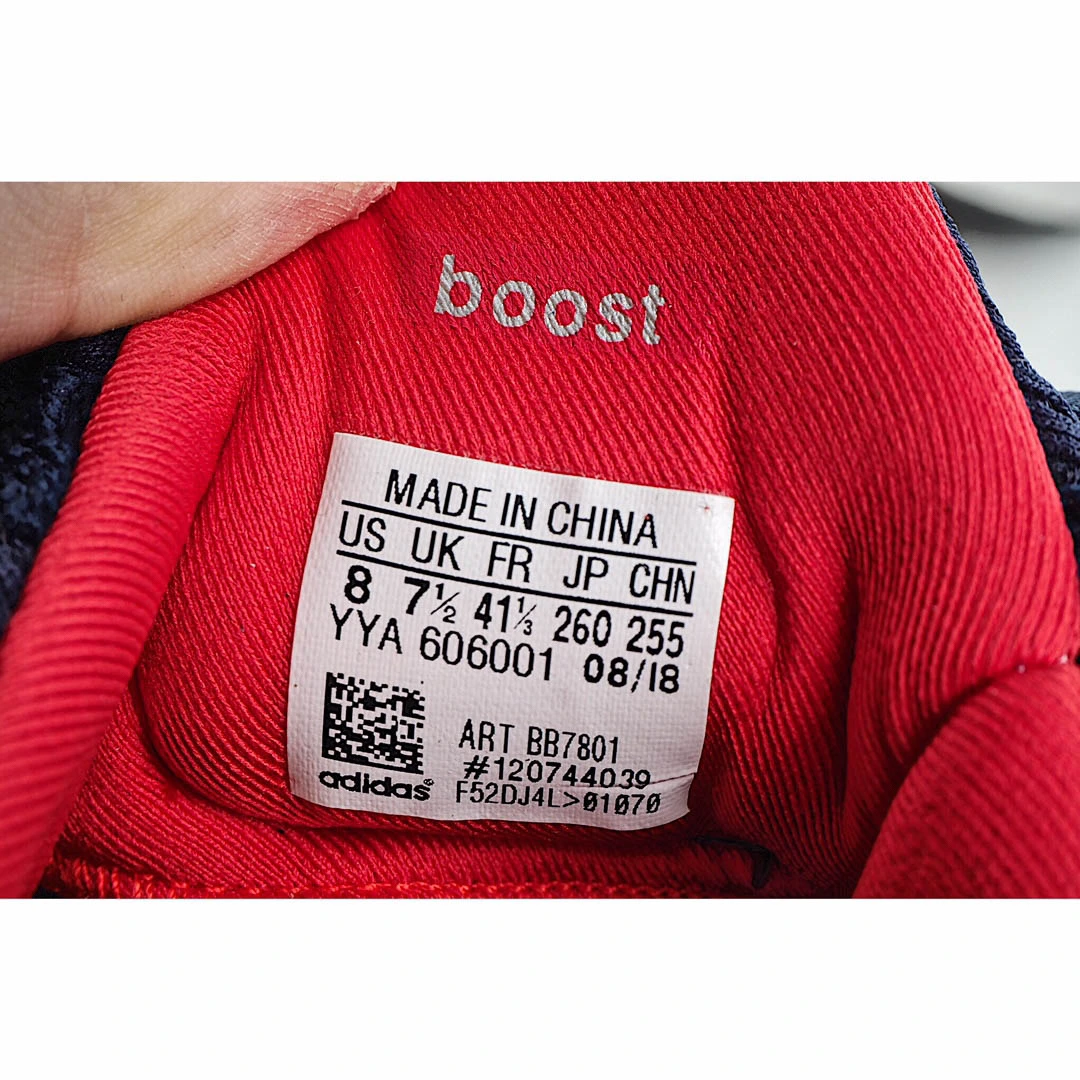 boost
MADE IN CHINA
US UK FR JP CHN
8 7½ 41⅓ 260 255
YYA 606001 08/18
ART BB7801
#120744039
adidas® F52DJ4L>01070